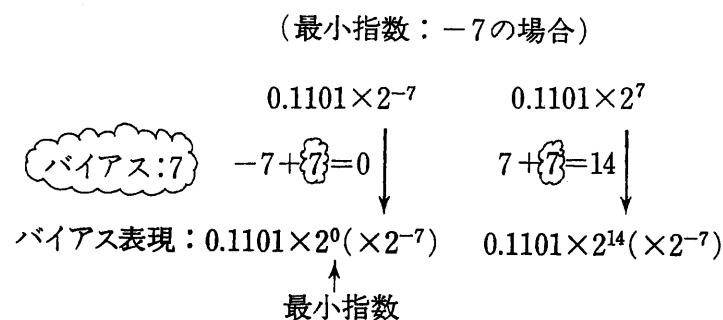 (最小指数：−7の場合)
0.1101×2⁻⁷ 0.1101×2⁷
バイアス:7 −7+7=0 7+7=14
バイアス表現：0.1101×2⁰(×2⁻⁷) 0.1101×2¹⁴(×2⁻⁷)
最小指数